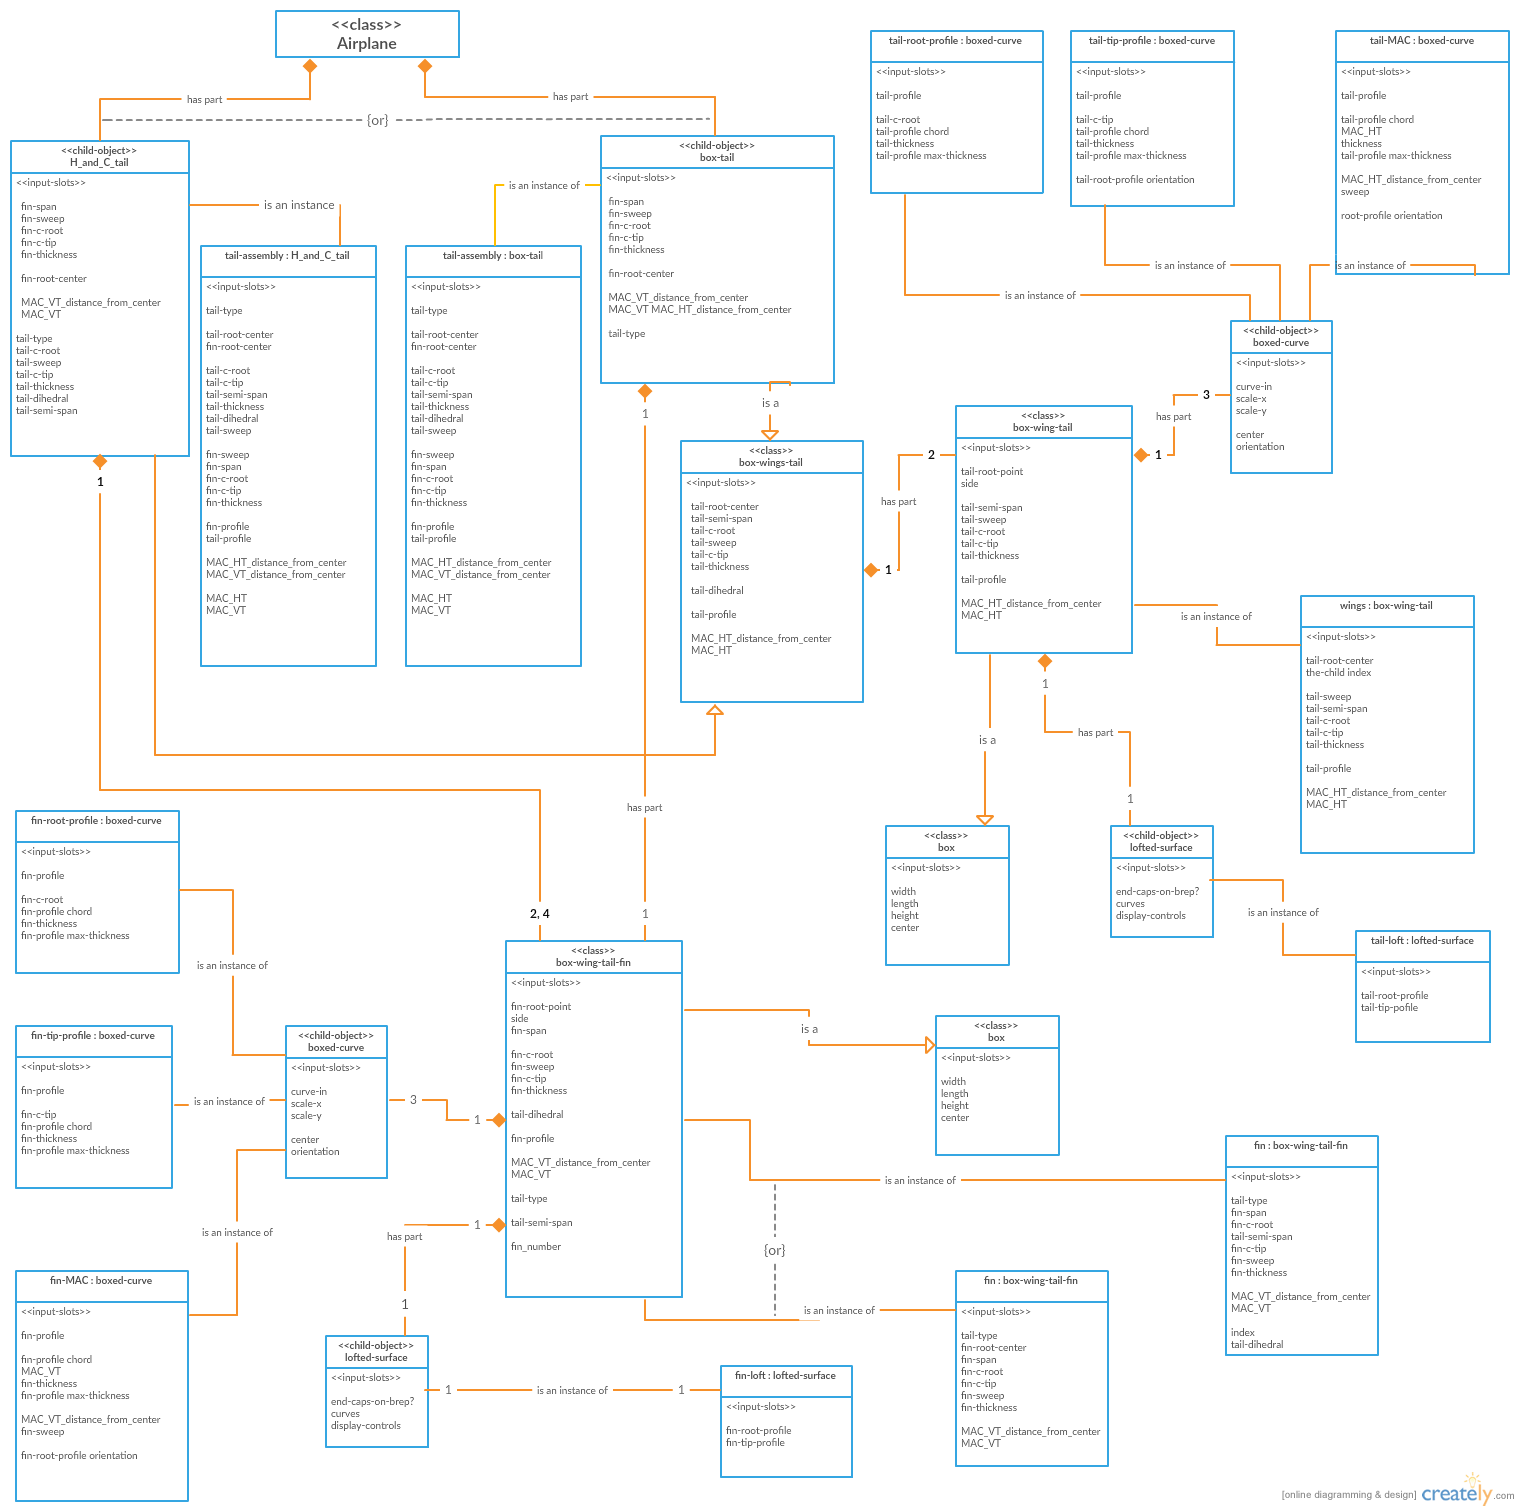 <<class>>
Airplane
has part
has part
{or}
<<child-object>>
H_and_C_tail
<<input-slots>>
fin-span
fin-sweep
fin-c-root
fin-c-tip
fin-thickness
fin-root-center
MAC_VT_distance_from_center
MAC_VT
tail-type
tail-c-root
tail-sweep
tail-c-tip
tail-thickness
tail-dihedral
tail-semi-span
1
is an instance
tail-assembly : H_and_C_tail
<<input-slots>>
tail-type
tail-root-center
fin-root-center
tail-c-root
tail-c-tip
tail-semi-span
tail-thickness
tail-dihedral
tail-sweep
fin-sweep
fin-span
fin-c-root
fin-c-tip
fin-thickness
fin-profile
tail-profile
MAC_HT_distance_from_center
MAC_VT_distance_from_center
MAC_HT
MAC_VT
is an instance of
tail-assembly : box-tail
<<input-slots>>
tail-type
tail-root-center
fin-root-center
tail-c-root
tail-c-tip
tail-semi-span
tail-thickness
tail-dihedral
tail-sweep
fin-sweep
fin-span
fin-c-root
fin-c-tip
fin-thickness
fin-profile
tail-profile
MAC_HT_distance_from_center
MAC_VT_distance_from_center
MAC_HT
MAC_VT
<<child-object>>
box-tail
<<input-slots>>
fin-span
fin-sweep
fin-c-root
fin-c-tip
fin-thickness
fin-root-center
MAC_VT_distance_from_center
MAC_VT MAC_HT_distance_from_center
tail-type
1
is a
<<class>>
box-wings-tail
<<input-slots>>
tail-root-center
tail-semi-span
tail-c-root
tail-sweep
tail-c-tip
tail-thickness
tail-dihedral
tail-profile
MAC_HT_distance_from_center
MAC_HT
2
has part
1
tail-root-profile : boxed-curve
<<input-slots>>
tail-profile
tail-c-root
tail-profile chord
tail-thickness
tail-profile max-thickness
tail-tip-profile : boxed-curve
<<input-slots>>
tail-profile
tail-c-tip
tail-profile chord
tail-thickness
tail-profile max-thickness
tail-root-profile orientation
tail-MAC : boxed-curve
<<input-slots>>
tail-profile
tail-profile chord
MAC_HT
thickness
tail-profile max-thickness
MAC_HT_distance_from_center
sweep
root-profile orientation
is an instance of
is an instance of
is an instance of
<<child-object>>
boxed-curve
<<input-slots>>
curve-in
scale-x
scale-y
center
orientation
3
has part
1
<<class>>
box-wing-tail
<<input-slots>>
tail-root-point
side
tail-semi-span
tail-sweep
tail-c-root
tail-c-tip
tail-thickness
tail-profile
MAC_HT_distance_from_center
MAC_HT
is an instance of
wings : box-wing-tail
<<input-slots>>
tail-root-center
the-child index
tail-sweep
tail-semi-span
tail-c-root
tail-c-tip
tail-thickness
tail-profile
MAC_HT_distance_from_center
MAC_HT
is a
1
has part
1
<<class>>
box
<<input-slots>>
width
length
height
center
<<child-object>>
lofted-surface
<<input-slots>>
end-caps-on-brep?
curves
display-controls
is an instance of
tail-loft : lofted-surface
<<input-slots>>
tail-root-profile
tail-tip-pofile
has part
2, 4
1
<<class>>
box-wing-tail-fin
<<input-slots>>
fin-root-point
side
fin-span
fin-c-root
fin-sweep
fin-c-tip
fin-thickness
tail-dihedral
fin-profile
MAC_VT_distance_from_center
MAC_VT
tail-type
tail-semi-span
fin_number
fin-root-profile : boxed-curve
<<input-slots>>
fin-profile
fin-c-root
fin-profile chord
fin-thickness
fin-profile max-thickness
is an instance of
fin-tip-profile : boxed-curve
<<input-slots>>
fin-profile
fin-c-tip
fin-profile chord
fin-thickness
fin-profile max-thickness
is an instance of
<<child-object>>
boxed-curve
<<input-slots>>
curve-in
scale-x
scale-y
center
orientation
3
1
is an instance of
fin-MAC : boxed-curve
<<input-slots>>
fin-profile
fin-profile chord
MAC_VT
fin-thickness
fin-profile max-thickness
MAC_VT_distance_from_center
fin-sweep
fin-root-profile orientation
1
has part
1
<<child-object>>
lofted-surface
<<input-slots>>
end-caps-on-brep?
curves
display-controls
1
is an instance of
1
fin-loft : lofted-surface
<<input-slots>>
fin-root-profile
fin-tip-profile
is a
<<class>>
box
<<input-slots>>
width
length
height
center
is an instance of
{or}
is an instance of
fin : box-wing-tail-fin
<<input-slots>>
tail-type
fin-root-center
fin-span
fin-c-root
fin-c-tip
fin-sweep
fin-thickness
MAC_VT_distance_from_center
MAC_VT
fin : box-wing-tail-fin
<<input-slots>>
tail-type
fin-span
fin-c-root
tail-semi-span
fin-c-tip
fin-sweep
fin-thickness
MAC_VT_distance_from_center
MAC_VT
index
tail-dihedral
[online diagramming & design] creately.com